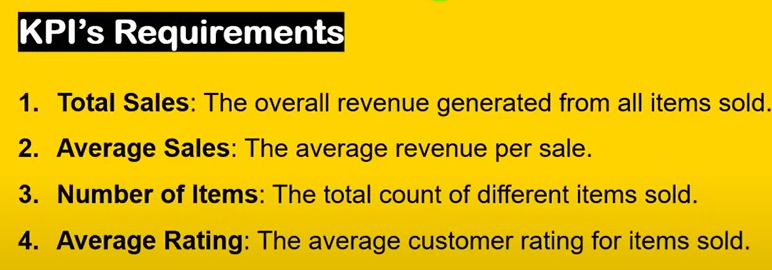 KPI's Requirements
1. Total Sales: The overall revenue generated from all items sold.
2. Average Sales: The average revenue per sale.
3. Number of Items: The total count of different items sold.
4. Average Rating: The average customer rating for items sold.